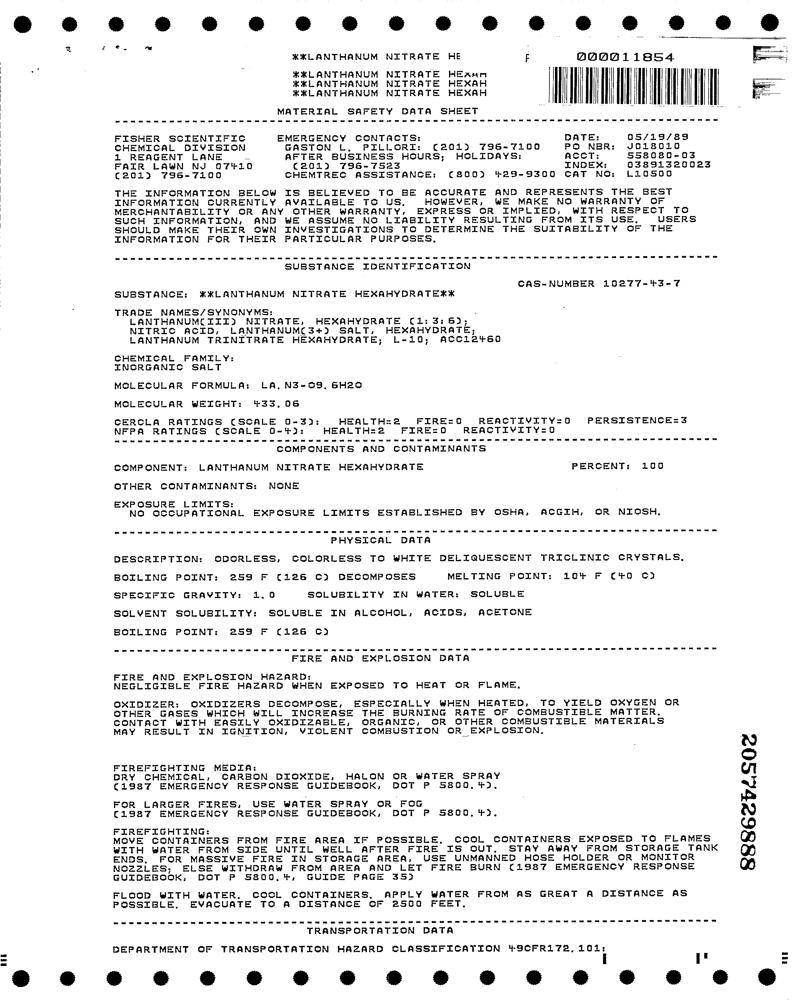 **LANTHANUM NITRATE HE
000011854
**LANTHANUM NITRATE HEXAH
**LANTHANUM NITRATE HEXAH
**LANTHANUM NITRATE HEXAH
MATERIAL SAFETY DATA SHEET
FISHER SCIENTIFIC EMERGENCY CONTACTS: DATE: 05/19/89
CHEMICAL DIVISION GASTON L. PILLORI: (201) 796-7100 PO NBR: J018010
1 REAGENT LANE AFTER BUSINESS HOURS; HOLIDAYS: ACCT: 558080-03
FAIR LAWN NJ 07410 (201) 796-7523 INDEX: 03891320023
(201) 796-7100 CHEMTREC ASSISTANCE: (800) 429-9300 CAT NO: L10500
THE INFORMATION BELOW IS BELIEVED TO BE ACCURATE AND REPRESENTS THE BEST
INFORMATION CURRENTLY AVAILABLE TO US. HOWEVER, WE MAKE NO WARRANTY OF
MERCHANTABILITY OR ANY OTHER WARRANTY, EXPRESS OR IMPLIED, WITH RESPECT TO
SUCH INFORMATION, AND WE ASSUME NO LIABILITY RESULTING FROM ITS USE. USERS
SHOULD MAKE THEIR OWN INVESTIGATIONS TO DETERMINE THE SUITABILITY OF THE
INFORMATION FOR THEIR PARTICULAR PURPOSES.
SUBSTANCE IDENTIFICATION
CAS-NUMBER 10277-43-7
SUBSTANCE: **LANTHANUM NITRATE HEXAHYDRATE**
TRADE NAMES/SYNONYMS:
LANTHANUM(III) NITRATE, HEXAHYDRATE (1:3:6);
NITRIC ACID, LANTHANUM(3+) SALT, HEXAHYDRATE;
LANTHANUM TRINITRATE HEXAHYDRATE; L-10; ACC12460
CHEMICAL FAMILY:
INORGANIC SALT
MOLECULAR FORMULA: LA.N3-O9.6H2O
MOLECULAR WEIGHT: 433.06
CERCLA RATINGS (SCALE 0-3): HEALTH=2 FIRE=0 REACTIVITY=0 PERSISTENCE=3
NFPA RATINGS (SCALE 0-4): HEALTH=2 FIRE=0 REACTIVITY=0
COMPONENTS AND CONTAMINANTS
COMPONENT: LANTHANUM NITRATE HEXAHYDRATE PERCENT: 100
OTHER CONTAMINANTS: NONE
EXPOSURE LIMITS:
NO OCCUPATIONAL EXPOSURE LIMITS ESTABLISHED BY OSHA, ACGIH, OR NIOSH.
PHYSICAL DATA
DESCRIPTION: ODORLESS, COLORLESS TO WHITE DELIQUESCENT TRICLINIC CRYSTALS.
BOILING POINT: 259 F (126 C) DECOMPOSES MELTING POINT: 104 F (40 C)
SPECIFIC GRAVITY: 1.0 SOLUBILITY IN WATER: SOLUBLE
SOLVENT SOLUBILITY: SOLUBLE IN ALCOHOL, ACIDS, ACETONE
BOILING POINT: 259 F (126 C)
FIRE AND EXPLOSION DATA
FIRE AND EXPLOSION HAZARD:
NEGLIGIBLE FIRE HAZARD WHEN EXPOSED TO HEAT OR FLAME.
OXIDIZER: OXIDIZERS DECOMPOSE, ESPECIALLY WHEN HEATED, TO YIELD OXYGEN OR
OTHER GASES WHICH WILL INCREASE THE BURNING RATE OF COMBUSTIBLE MATTER.
CONTACT WITH EASILY OXIDIZABLE, ORGANIC, OR OTHER COMBUSTIBLE MATERIALS
MAY RESULT IN IGNITION, VIOLENT COMBUSTION OR EXPLOSION.
FIREFIGHTING MEDIA:
DRY CHEMICAL, CARBON DIOXIDE, HALON OR WATER SPRAY
(1987 EMERGENCY RESPONSE GUIDEBOOK, DOT P 5800.4).
FOR LARGER FIRES, USE WATER SPRAY OR FOG
(1987 EMERGENCY RESPONSE GUIDEBOOK, DOT P 5800.4).
FIREFIGHTING:
MOVE CONTAINERS FROM FIRE AREA IF POSSIBLE. COOL CONTAINERS EXPOSED TO FLAMES
WITH WATER FROM SIDE UNTIL WELL AFTER FIRE IS OUT. STAY AWAY FROM STORAGE TANK
ENDS. FOR MASSIVE FIRE IN STORAGE AREA, USE UNMANNED HOSE HOLDER OR MONITOR
NOZZLES; ELSE WITHDRAW FROM AREA AND LET FIRE BURN (1987 EMERGENCY RESPONSE
GUIDEBOOK, DOT P 5800.4, GUIDE PAGE 35)
FLOOD WITH WATER. COOL CONTAINERS. APPLY WATER FROM AS GREAT A DISTANCE AS
POSSIBLE. EVACUATE TO A DISTANCE OF 2500 FEET.
TRANSPORTATION DATA
DEPARTMENT OF TRANSPORTATION HAZARD CLASSIFICATION 49CFR172.101:
2057429888